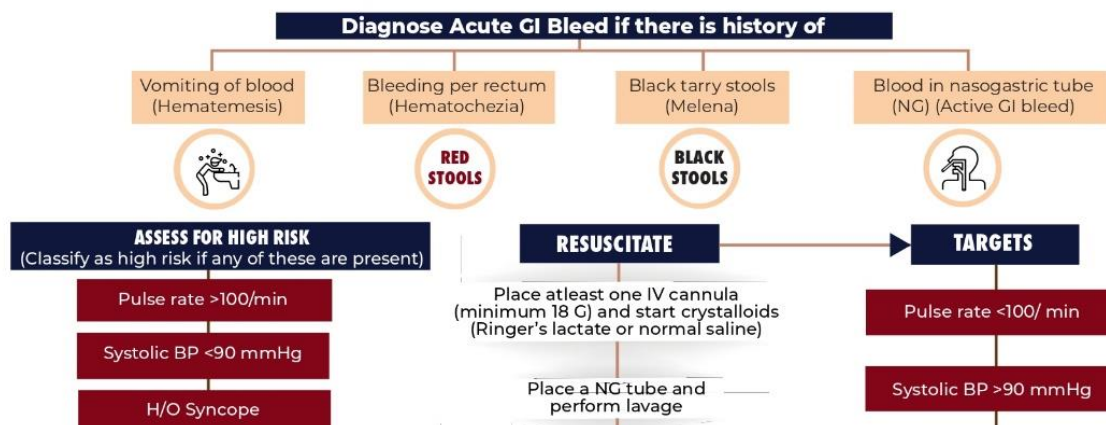 Diagnose Acute GI Bleed if there is history of
Vomiting of blood
(Hematemesis)
Bleeding per rectum
(Hematochezia)
Black tarry stools
(Melena)
Blood in nasogastric tube
(NG) (Active GI bleed)
RED
STOOLS
BLACK
STOOLS
ASSESS FOR HIGH RISK
(Classify as high risk if any of these are present)
Pulse rate >100/min
Systolic BP <90 mmHg
H/O Syncope
RESUSCITATE
Place atleast one IV cannula
(minimum 18 G) and start crystalloids
(Ringer's lactate or normal saline)
Place a NG tube and
perform lavage
TARGETS
Pulse rate <100/ min
Systolic BP >90 mmHg